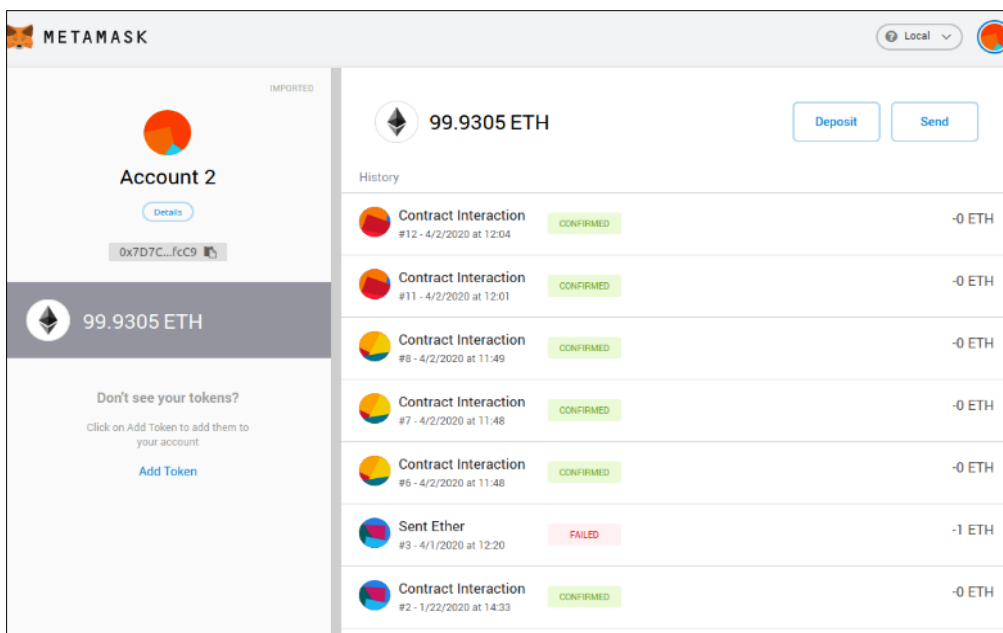 METAMASK
Local
IMPORTED
Account 2
Details
0x7D7C...fcC9
99.9305 ETH
Don't see your tokens?
Click on Add Token to add them to
your account
Add Token
99.9305 ETH
Deposit
Send
History
Contract Interaction
CONFIRMED
-0 ETH
#12 - 4/2/2020 at 12:04
Contract Interaction
CONFIRMED
-0 ETH
#11 - 4/2/2020 at 12:01
Contract Interaction
CONFIRMED
-0 ETH
#8 - 4/2/2020 at 11:49
Contract Interaction
CONFIRMED
-0 ETH
#7 - 4/2/2020 at 11:48
Contract Interaction
CONFIRMED
-0 ETH
#6 - 4/2/2020 at 11:48
Sent Ether
FAILED
-1 ETH
#3 - 4/1/2020 at 12:20
Contract Interaction
CONFIRMED
-0 ETH
#2 - 1/22/2020 at 14:33